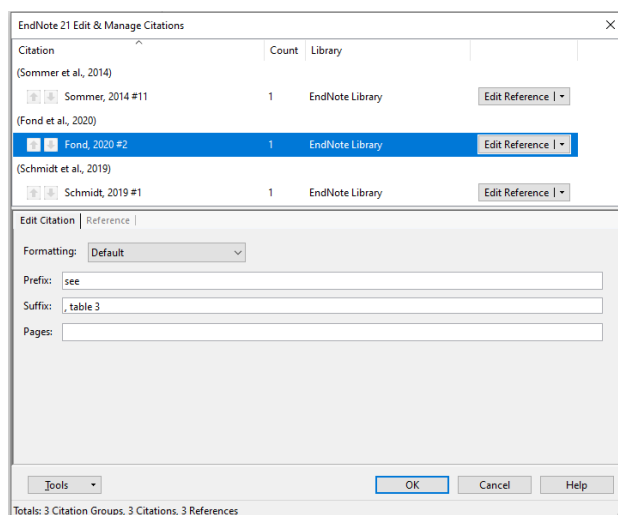 EndNote 21 Edit & Manage Citations
Citation Count Library
(Sommer et al., 2014)
Sommer, 2014 #11 1 EndNote Library Edit Reference
(Fond et al., 2020)
Fond, 2020 #2 1 EndNote Library Edit Reference
(Schmidt et al., 2019)
Schmidt, 2019 #1 1 EndNote Library Edit Reference
Edit Citation Reference
Formatting: Default
Prefix: see
Suffix: , table 3
Pages:
Tools OK Cancel Help
Totals: 3 Citation Groups, 3 Citations, 3 References